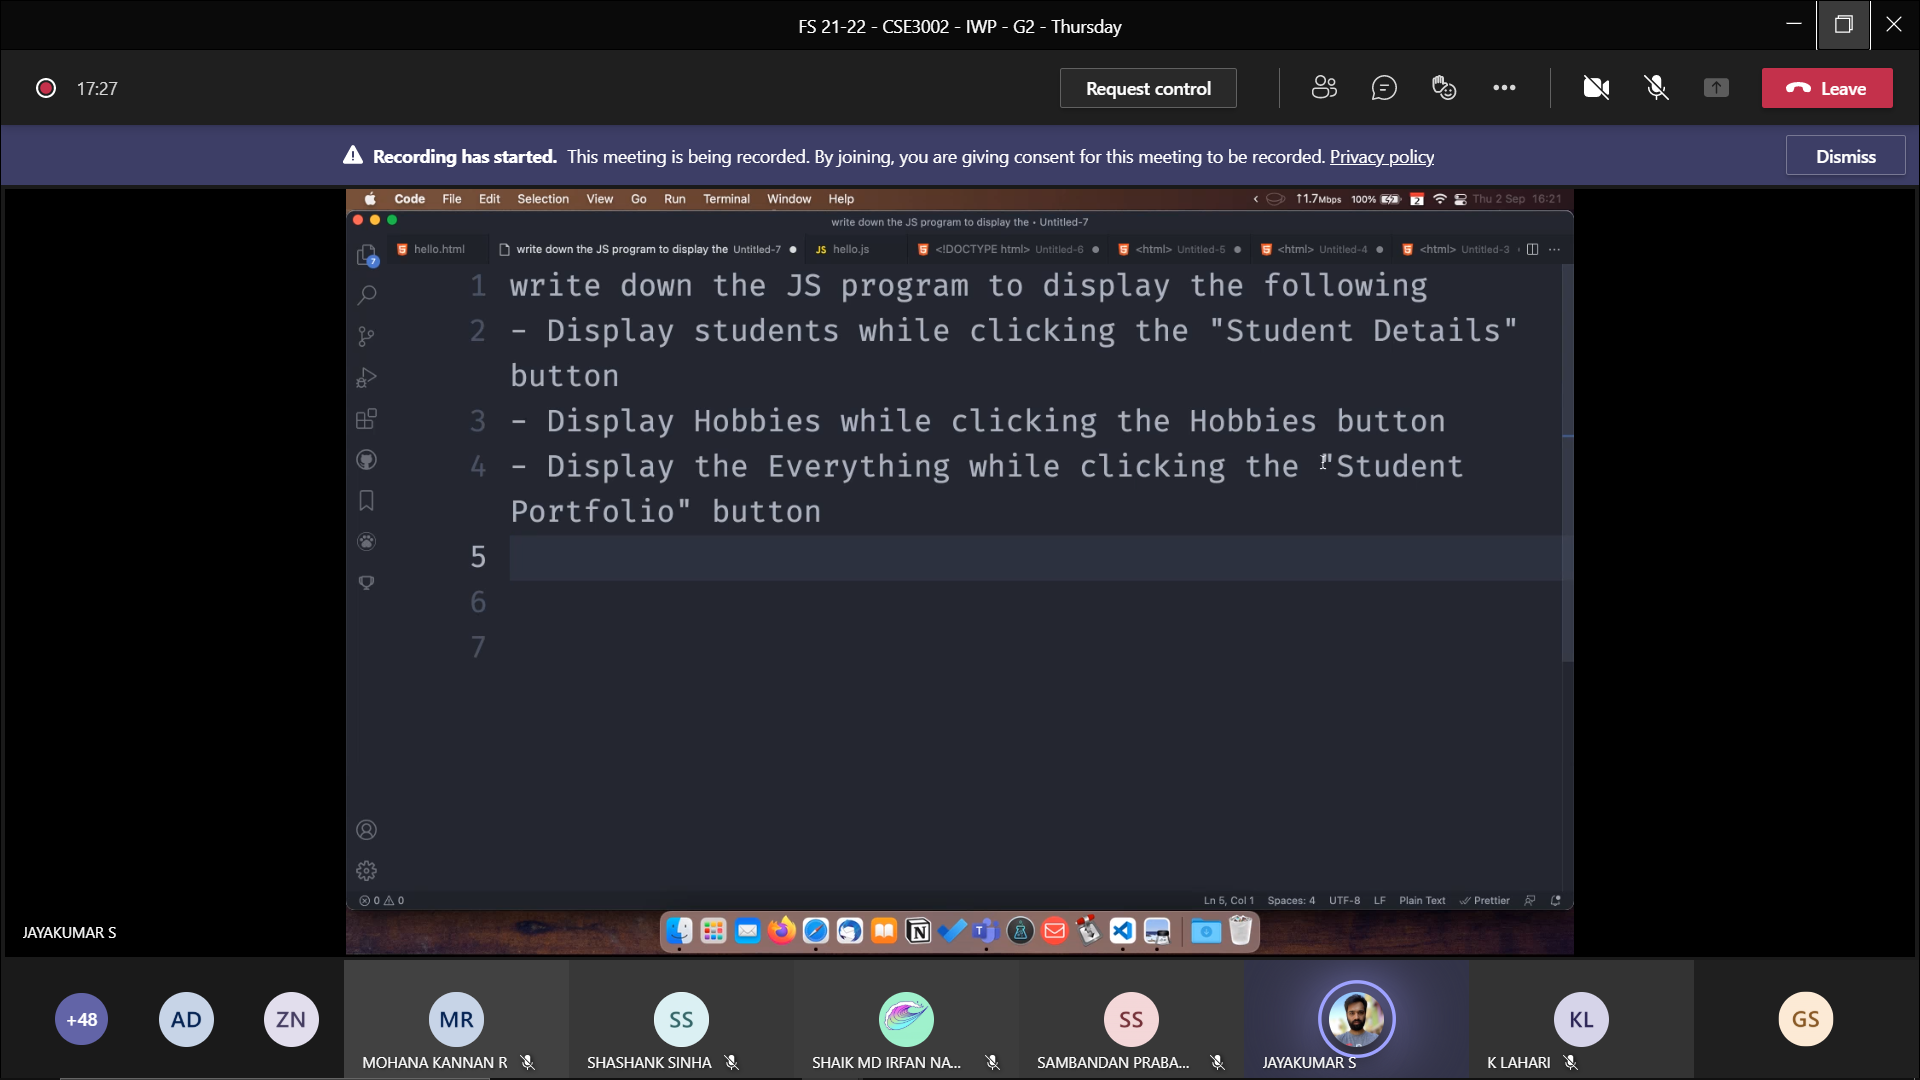 FS 21-22 - CSE3002 - IWP - G2 - Thursday
17:27
Request control
Leave
Recording has started. This meeting is being recorded. By joining, you are giving consent for this meeting to be recorded. Privacy policy
Dismiss
Code File Edit Selection View Go Run Terminal Window Help
11.7Mbps 100% 2 Thu 2 Sep 16:21
write down the JS program to display the • Untitled-7
hello.html
write down the JS program to display the Untitled-7
JS hello.js
<!DOCTYPE html> Untitled-6
<html> Untitled-5
<html> Untitled-4
<html> Untitled-3
7
1 write down the JS program to display the following
2 - Display students while clicking the "Student Details"
button
3 - Display Hobbies while clicking the Hobbies button
4 - Display the Everything while clicking the "Student
Portfolio" button
5
6
7
0 0
Ln 5, Col 1 Spaces: 4 UTF-8 LF Plain Text Prettier
JAYAKUMAR S
+48
AD
ZN
MR
MOHANA KANNAN R
SS
SHASHANK SINHA
SHAIK MD IRFAN NA...
SS
SAMBANDAN PRABA...
JAYAKUMAR S
KL
K LAHARI
GS